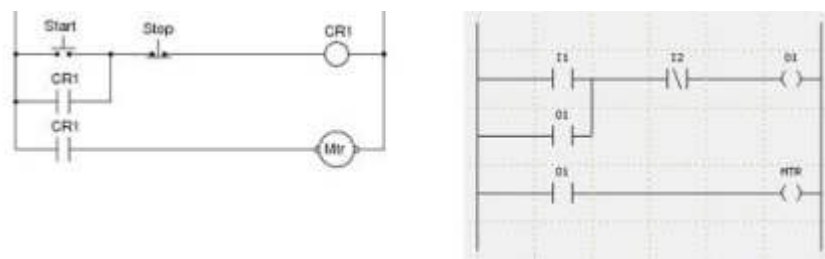 Start Stop CR1
CR1
CR1
Mtr
I1 I2 O1
O1
O1 MTR